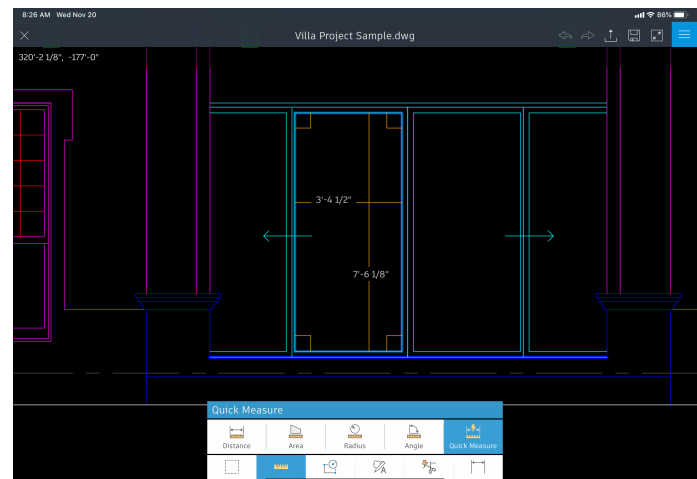 8:26 AM Wed Nov 20
86%
Villa Project Sample.dwg
320'-2 1/8", -177'-0"
3'-4 1/2"
7'-6 1/8"
Quick Measure
Distance Area Radius Angle Quick Measure
A